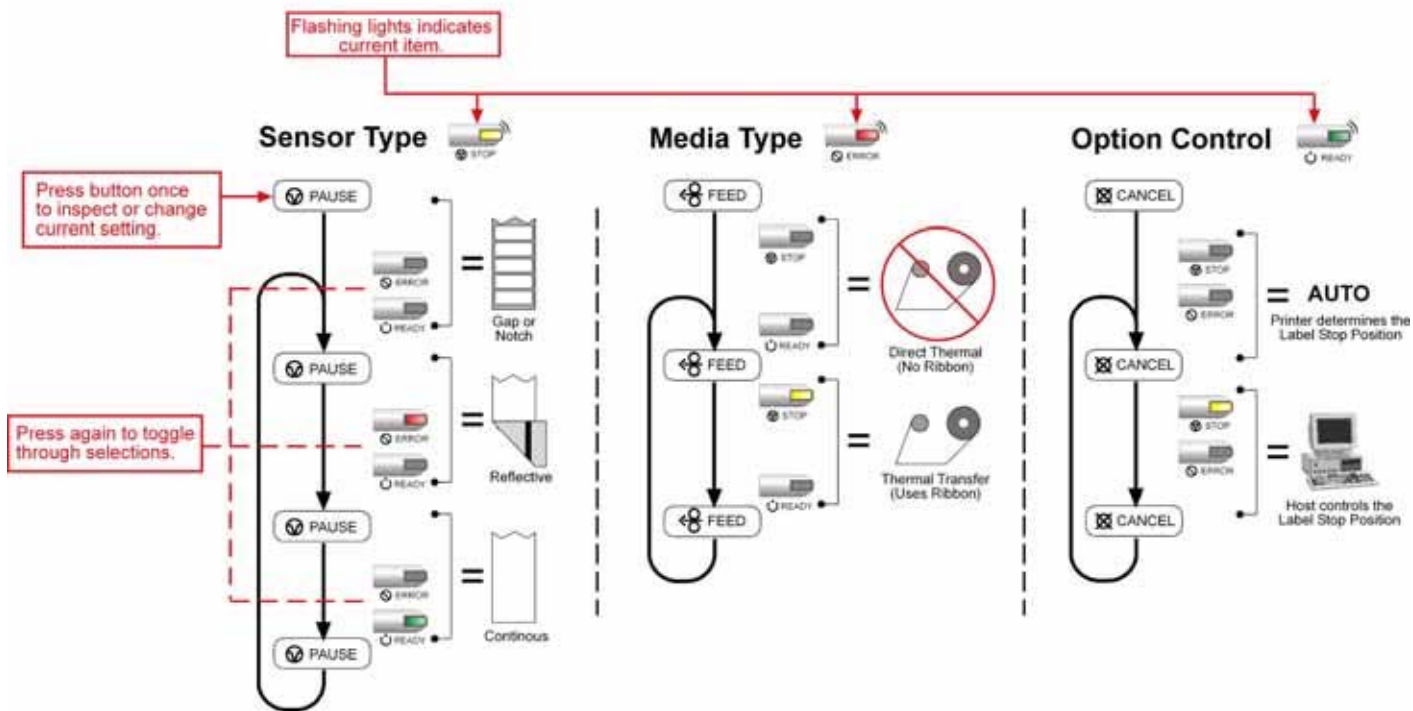 Flashing lights indicates
current item.
Sensor Type
STOP
Press button once
to inspect or change
current setting.
PAUSE
ERROR
READY
Gap or
Notch
PAUSE
Press again to toggle
through selections.
ERROR
READY
Reflective
PAUSE
ERROR
READY
Continous
PAUSE
Media Type
ERROR
FEED
STOP
READY
=
Direct Thermal
(No Ribbon)
FEED
STOP
READY
=
Thermal Transfer
(Uses Ribbon)
FEED
Option Control
READY
CANCEL
STOP
ERROR
= AUTO
Printer determines the
Label Stop Position
CANCEL
STOP
ERROR
=
Host controls the
Label Stop Position
CANCEL